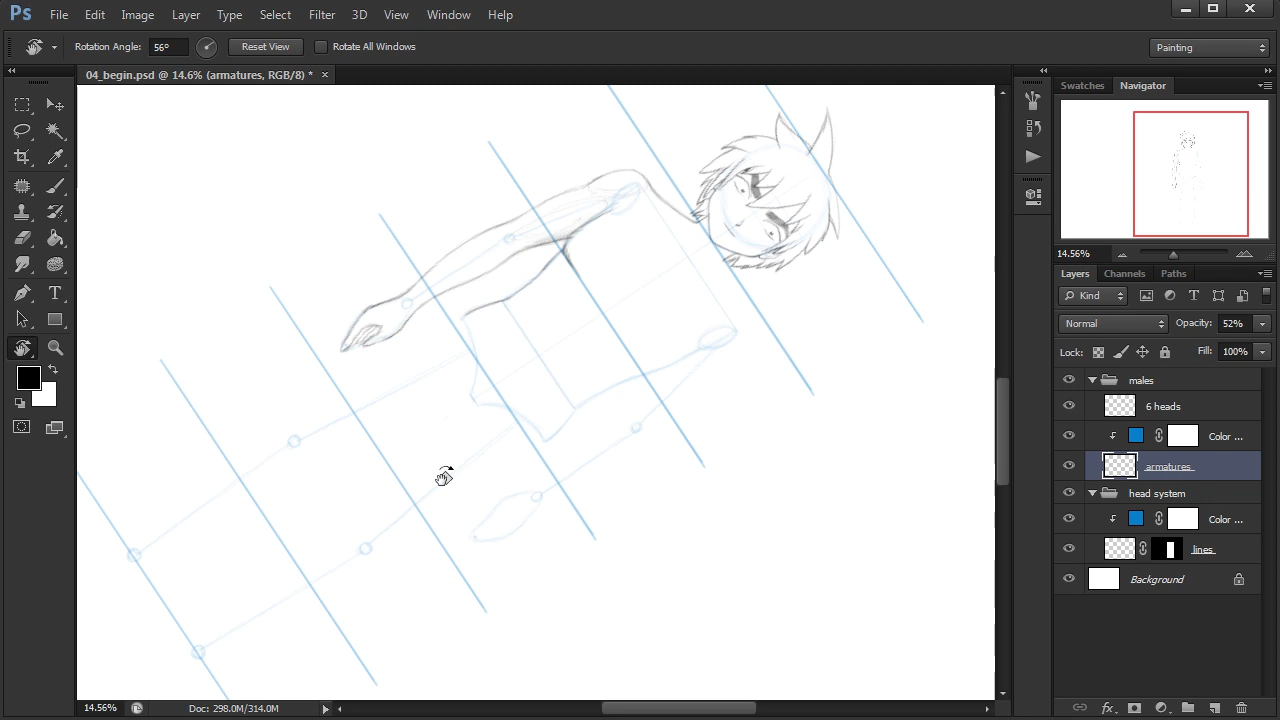 Ps File Edit Image Layer Type Select Filter 3D View Window Help
Rotation Angle: 56° Reset View Rotate All Windows Painting
04_begin.psd @ 14.6% (armatures, RGB/8) * ×
Swatches Navigator
14.56%
Layers Channels Paths
Kind
Normal Opacity: 52%
Lock: Fill: 100%
males
6 heads
Color ...
armatures
head system
Color ...
lines
Background
14.56% Doc: 298.0M/314.0M